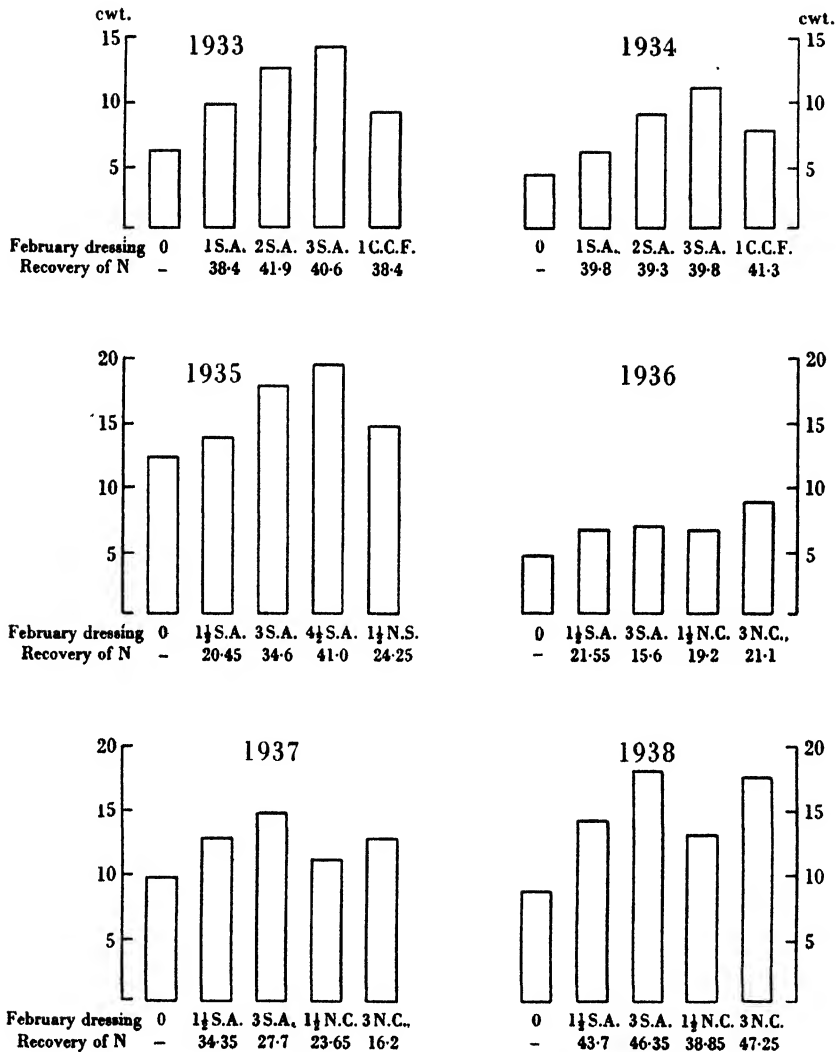 cwt.
15
10
5
1933
February dressing 0 1 S.A. 2 S.A. 3 S.A. 1 C.C.F.
Recovery of N – 38·4 41·9 40·6 38·4
cwt.
15
10
5
1934
0 1 S.A. 2 S.A. 3 S.A. 1 C.C.F.
– 39·8 39·3 39·8 41·3
20
15
10
5
1935
February dressing 0 1½ S.A. 3 S.A. 4½ S.A. 1½ N.S.
Recovery of N – 20·45 34·6 41·0 24·25
20
15
10
5
1936
0 1½ S.A. 3 S.A. 1½ N.C. 3 N.C.,
– 21·55 15·6 19·2 21·1
20
15
10
5
1937
February dressing 0 1½ S.A. 3 S.A. 1½ N.C. 3 N.C.,
Recovery of N – 34·35 27·7 23·65 16·2
20
15
10
5
1938
0 1½ S.A. 3 S.A. 1½ N.C. 3 N.C.
– 43·7 46·35 38·85 47·25